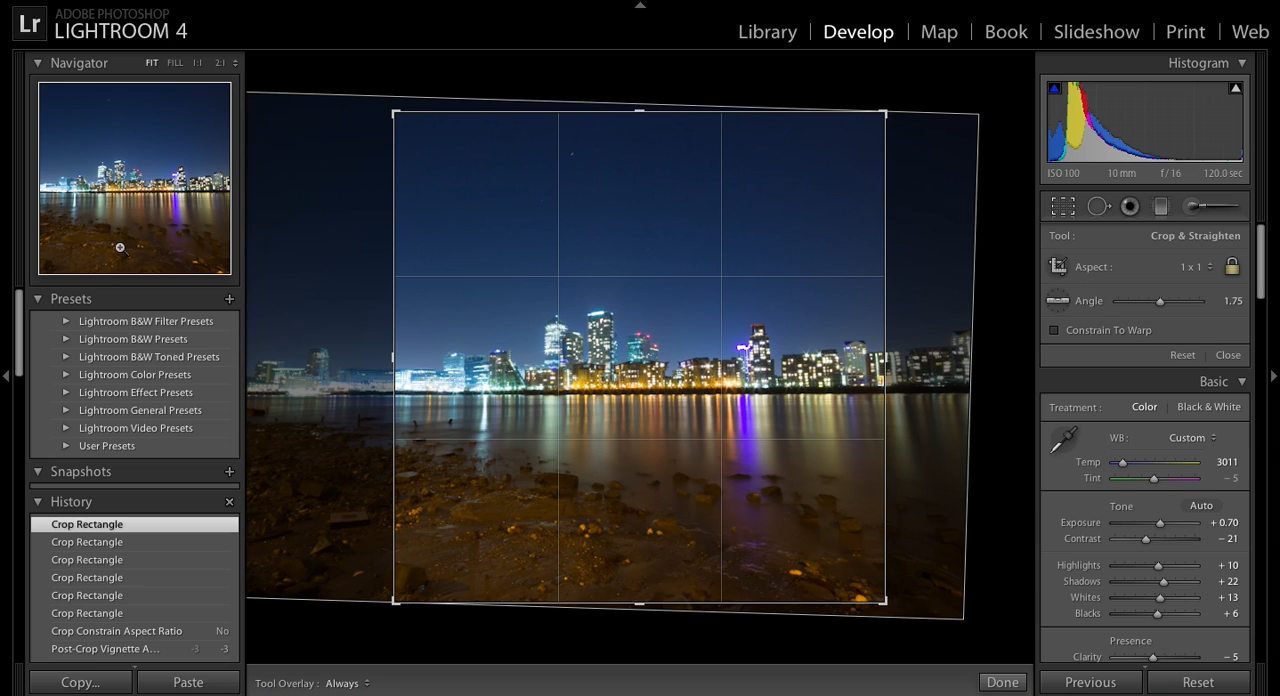 Lr
ADOBE PHOTOSHOP
LIGHTROOM 4
Library | Develop | Map | Book | Slideshow | Print | Web
Navigator FIT FILL 1:1 2:1
Presets +
Lightroom B&W Filter Presets
Lightroom B&W Presets
Lightroom B&W Toned Presets
Lightroom Color Presets
Lightroom Effect Presets
Lightroom General Presets
Lightroom Video Presets
User Presets
Snapshots +
History ×
Crop Rectangle
Crop Rectangle
Crop Rectangle
Crop Rectangle
Crop Rectangle
Crop Rectangle
Crop Constrain Aspect Ratio No
Post-Crop Vignette A… -3 -3
Copy... Paste
Tool Overlay : Always Done
Histogram
ISO 100 10 mm f / 16 120.0 sec
Tool : Crop & Straighten
Aspect : 1 x 1
Angle 1.75
Constrain To Warp
Reset | Close
Basic
Treatment : Color | Black & White
WB : Custom
Temp 3011
Tint – 5
Tone Auto
Exposure + 0.70
Contrast – 21
Highlights + 10
Shadows + 22
Whites + 13
Blacks + 6
Presence
Clarity – 5
Previous Reset